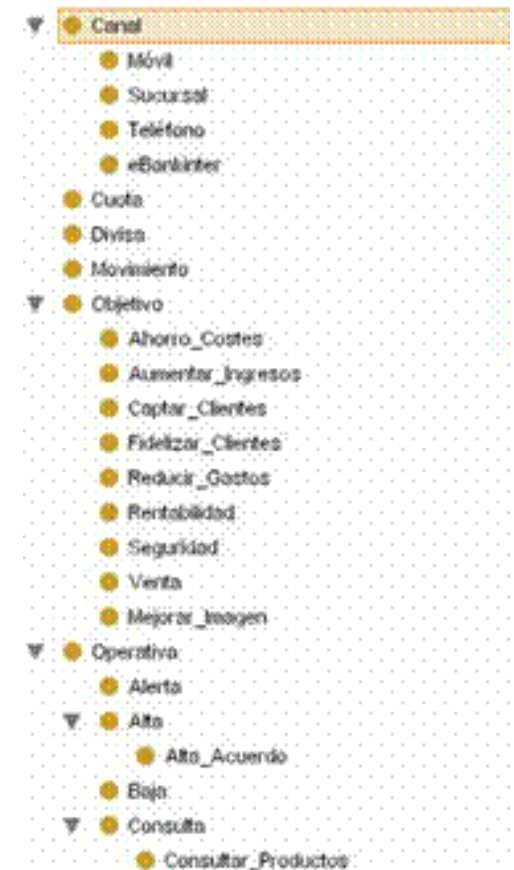 Canal
Móvil
Sucursal
Teléfono
eBankinter
Cuota
Divisa
Movimiento
Objetivo
Ahorro_Costes
Aumentar_Ingresos
Captar_Clientes
Fidelizar_Clientes
Reducir_Gastos
Rentabilidad
Seguridad
Venta
Mejorar_Imagen
Operativa
Alerta
Alta
Alta_Acuerdo
Baja
Consulta
Consultar_Productos